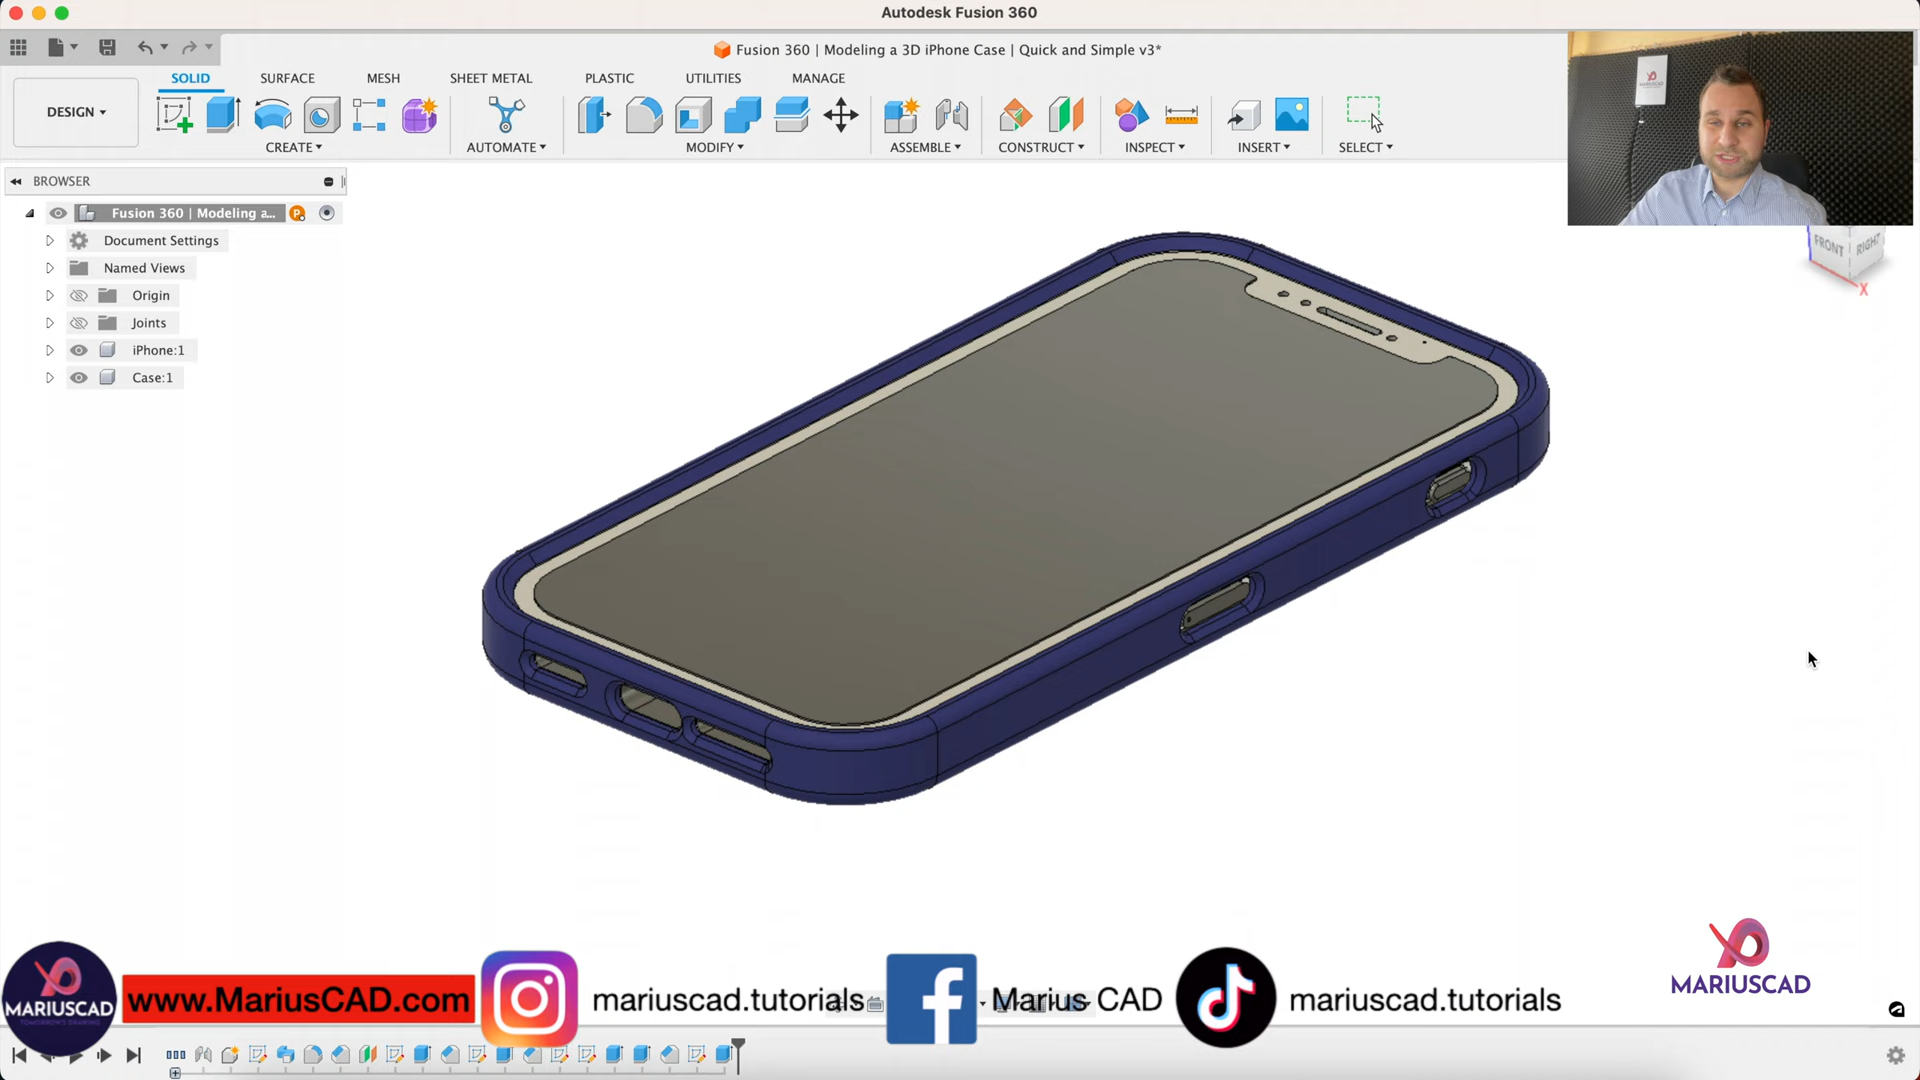 Autodesk Fusion 360
Fusion 360 | Modeling a 3D iPhone Case | Quick and Simple v3*
SOLID SURFACE MESH SHEET METAL PLASTIC UTILITIES MANAGE
DESIGN
CREATE AUTOMATE MODIFY ASSEMBLE CONSTRUCT INSPECT INSERT SELECT
MARIUSCAD
BROWSER
Fusion 360 | Modeling a...
Document Settings
Named Views
Origin
Joints
iPhone:1
Case:1
FRONT RIGHT
X
MARIUSCAD
TOMORROW'S DRAWING
www.MariusCAD.com
mariuscad.tutorials
Marius CAD
mariuscad.tutorials
MARIUSCAD